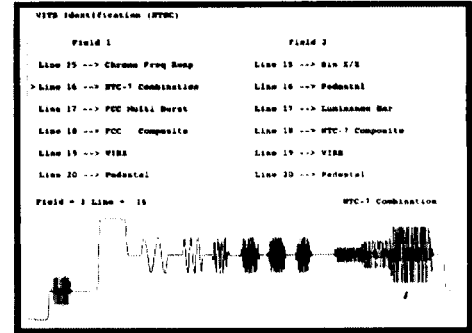 VITS Identification (NTSC)
Field 1 Field 2
Line 15 --> Chroma Freq Resp Line 15 --> Sin X/X
> Line 16 --> NTC-7 Combination Line 16 --> Pedestal
Line 17 --> FCC Multi Burst Line 17 --> Luminance Bar
Line 18 --> FCC Composite Line 18 --> NTC-7 Composite
Line 19 --> VIRS Line 19 --> VIRS
Line 20 --> Pedestal Line 20 --> Pedestal
Field = 1 Line = 16 NTC-7 Combination